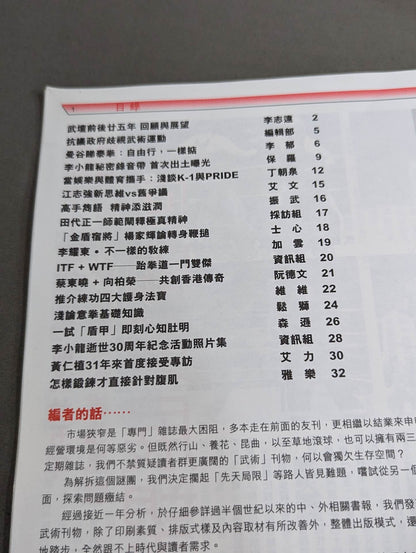 1 目錄
武壇前後廿五年 回顧與展望 李志遠 2
抗議政府歧視武術運動 編輯部 5
曼谷睇泰拳：自由行，一樣掂 李郁 6
李小龍秘密錄音帶 首次出土曝光 保羅 9
當娛樂與體育攜手：淺談K-1與PRIDE 丁朝泉 12
江志強新思維vs舊爭議 艾文 15
高手雋語 精神添滋潤 振武 16
田代正一師範闡釋極真精神 採訪組 17
「金盾宿將」楊家輝論轉身鞭搥 士心 18
李耀東・不一樣的教練 加雲 19
ITF + WTF——跆拳道一門雙傑 資訊組 20
蔡東曉 + 向柏榮——共創香港傳奇 阮德文 21
推介練功四大護身法寶 維維 22
淺論意拳基礎知識 鬆獅 24
一試「盾甲」即刻心知肚明 森遜 26
李小龍逝世30周年紀念活動照片集 資訊組 28
黃仁植31年來首度接受專訪 艾力 30
怎樣鍛鍊才直接針對腹肌 雅樂 32
編者的話……
市場狹窄是「專門」雜誌最大困阻，多本走在前面的友刊，更相繼以結業來申
經營環境是何等惡劣。但既然行山、養花、昆曲，以至草地滾球，也可以擁有兩三
定期雜誌，我們不禁質疑讀者群更廣闊的「武術」刊物，何以會獨欠生存空間？
為解拆這個謎團，我們決定擱起「先天局限」等路人皆見難題，嘗試從另一個
面，探索問題癥結。
經過接近一年分析，於仔細參詳過半個世紀以來的中、外相關書報，我們發
武術刊物，除了印刷素質、排版式樣及內容取材有所改善外，整體出版模式，還
地踏步，全然跟不上時代與讀者需求。